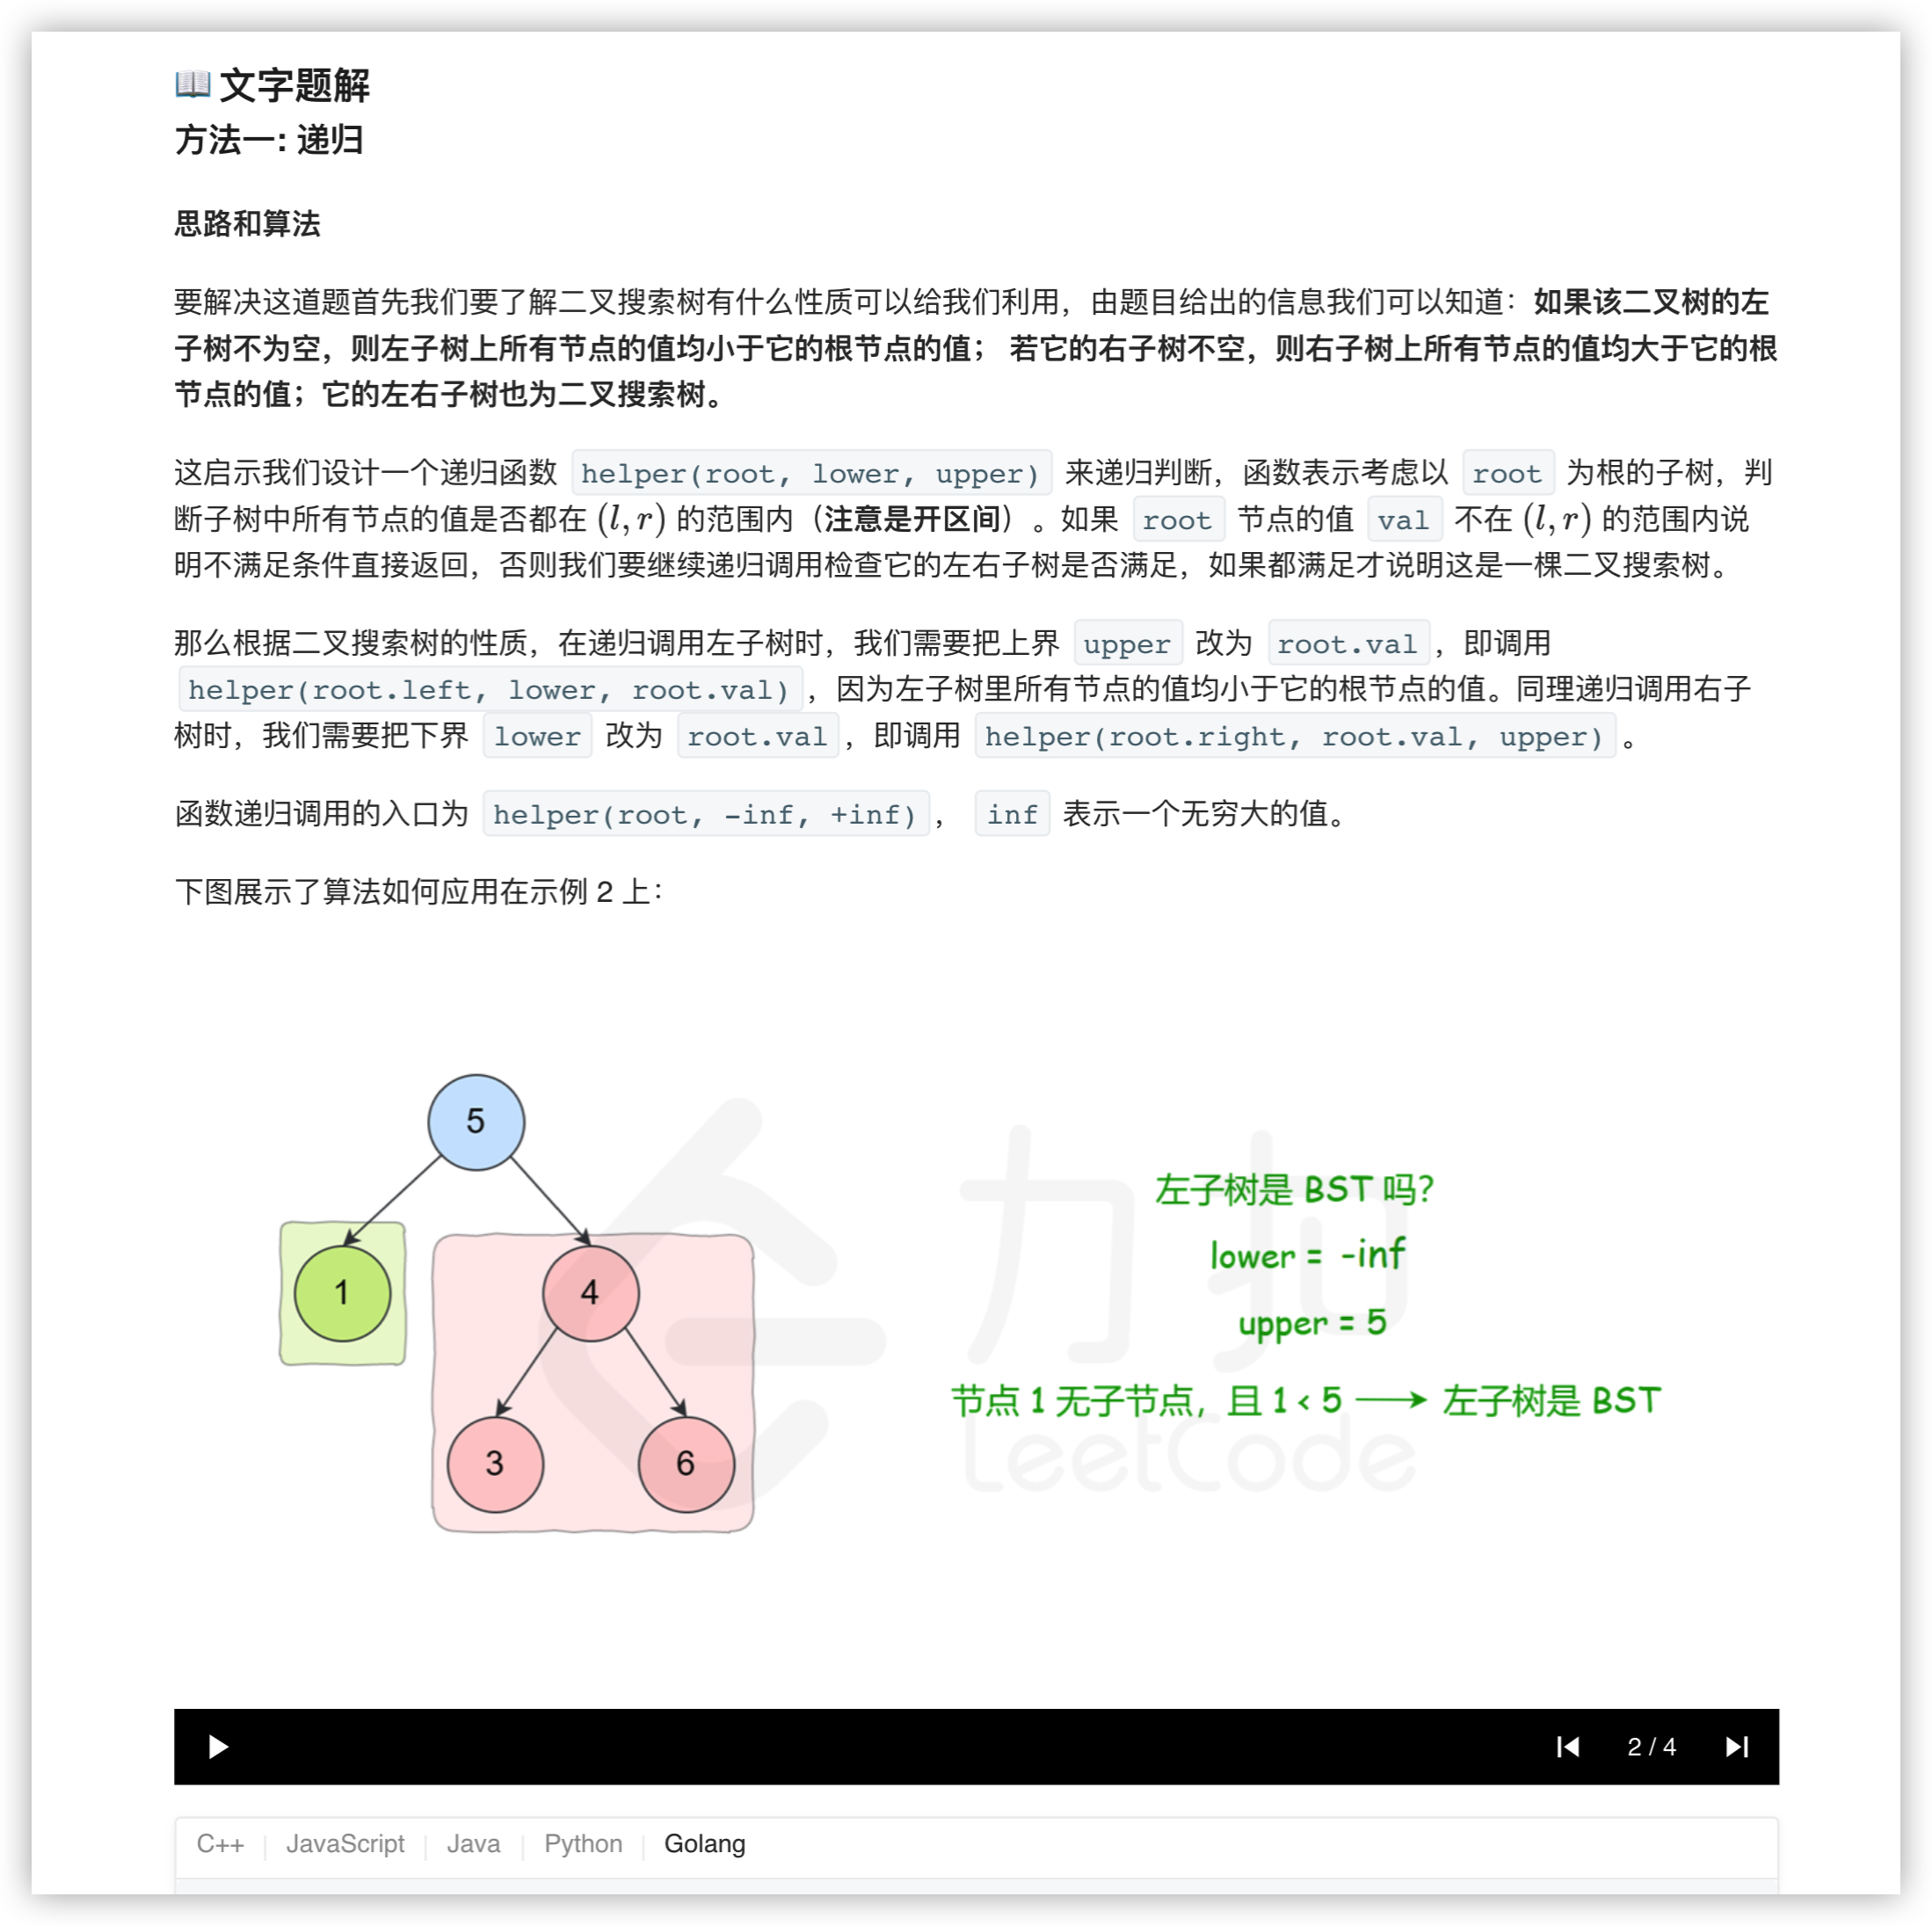 📖 文字题解
方法一: 递归
思路和算法
要解决这道题首先我们要了解二叉搜索树有什么性质可以给我们利用，由题目给出的信息我们可以知道：如果该二叉树的左
子树不为空，则左子树上所有节点的值均小于它的根节点的值； 若它的右子树不空，则右子树上所有节点的值均大于它的根
节点的值；它的左右子树也为二叉搜索树。
这启示我们设计一个递归函数 helper(root, lower, upper) 来递归判断，函数表示考虑以 root 为根的子树，判
断子树中所有节点的值是否都在 (l, r) 的范围内（注意是开区间）。如果 root 节点的值 val 不在 (l, r) 的范围内说
明不满足条件直接返回，否则我们要继续递归调用检查它的左右子树是否满足，如果都满足才说明这是一棵二叉搜索树。
那么根据二叉搜索树的性质，在递归调用左子树时，我们需要把上界 upper 改为 root.val，即调用
helper(root.left, lower, root.val)，因为左子树里所有节点的值均小于它的根节点的值。同理递归调用右子
树时，我们需要把下界 lower 改为 root.val，即调用 helper(root.right, root.val, upper)。
函数递归调用的入口为 helper(root, -inf, +inf)， inf 表示一个无穷大的值。
下图展示了算法如何应用在示例 2 上：
5
1
4
3
6
左子树是 BST 吗？
lower = -inf
upper = 5
节点 1 无子节点，且 1 < 5 ⟶ 左子树是 BST
力扣
LeetCode
2 / 4
C++ | JavaScript | Java | Python | Golang